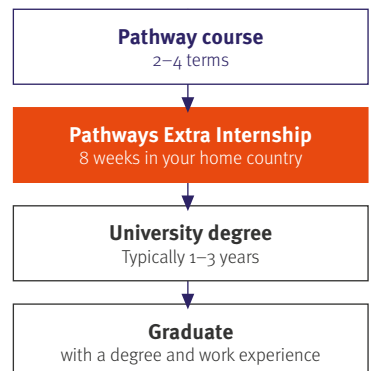 Pathway course
2–4 terms
Pathways Extra Internship
8 weeks in your home country
University degree
Typically 1–3 years
Graduate
with a degree and work experience